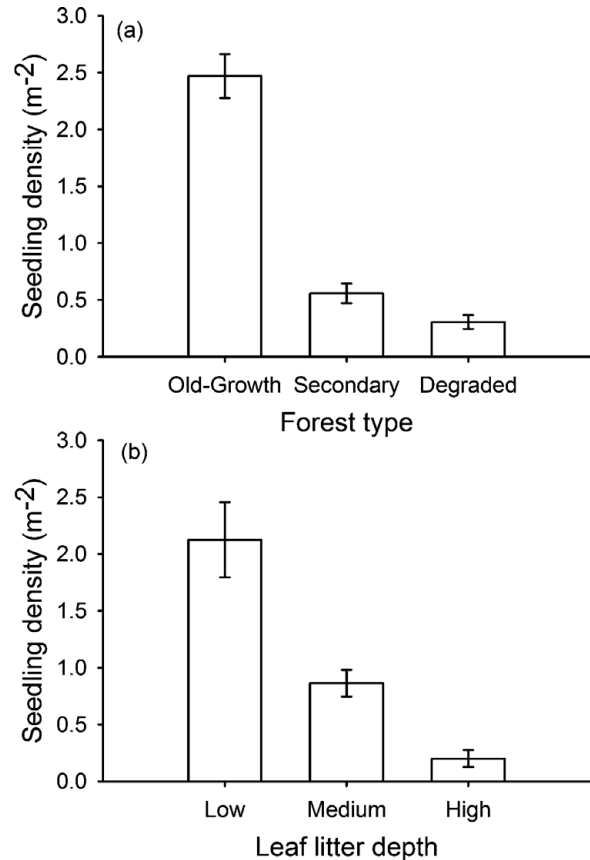 (a)
Seedling density (m-2)
3.0
2.5
2.0
1.5
1.0
0.5
0.0
Old-Growth Secondary Degraded
Forest type
(b)
Seedling density (m-2)
3.0
2.5
2.0
1.5
1.0
0.5
0.0
Low Medium High
Leaf litter depth